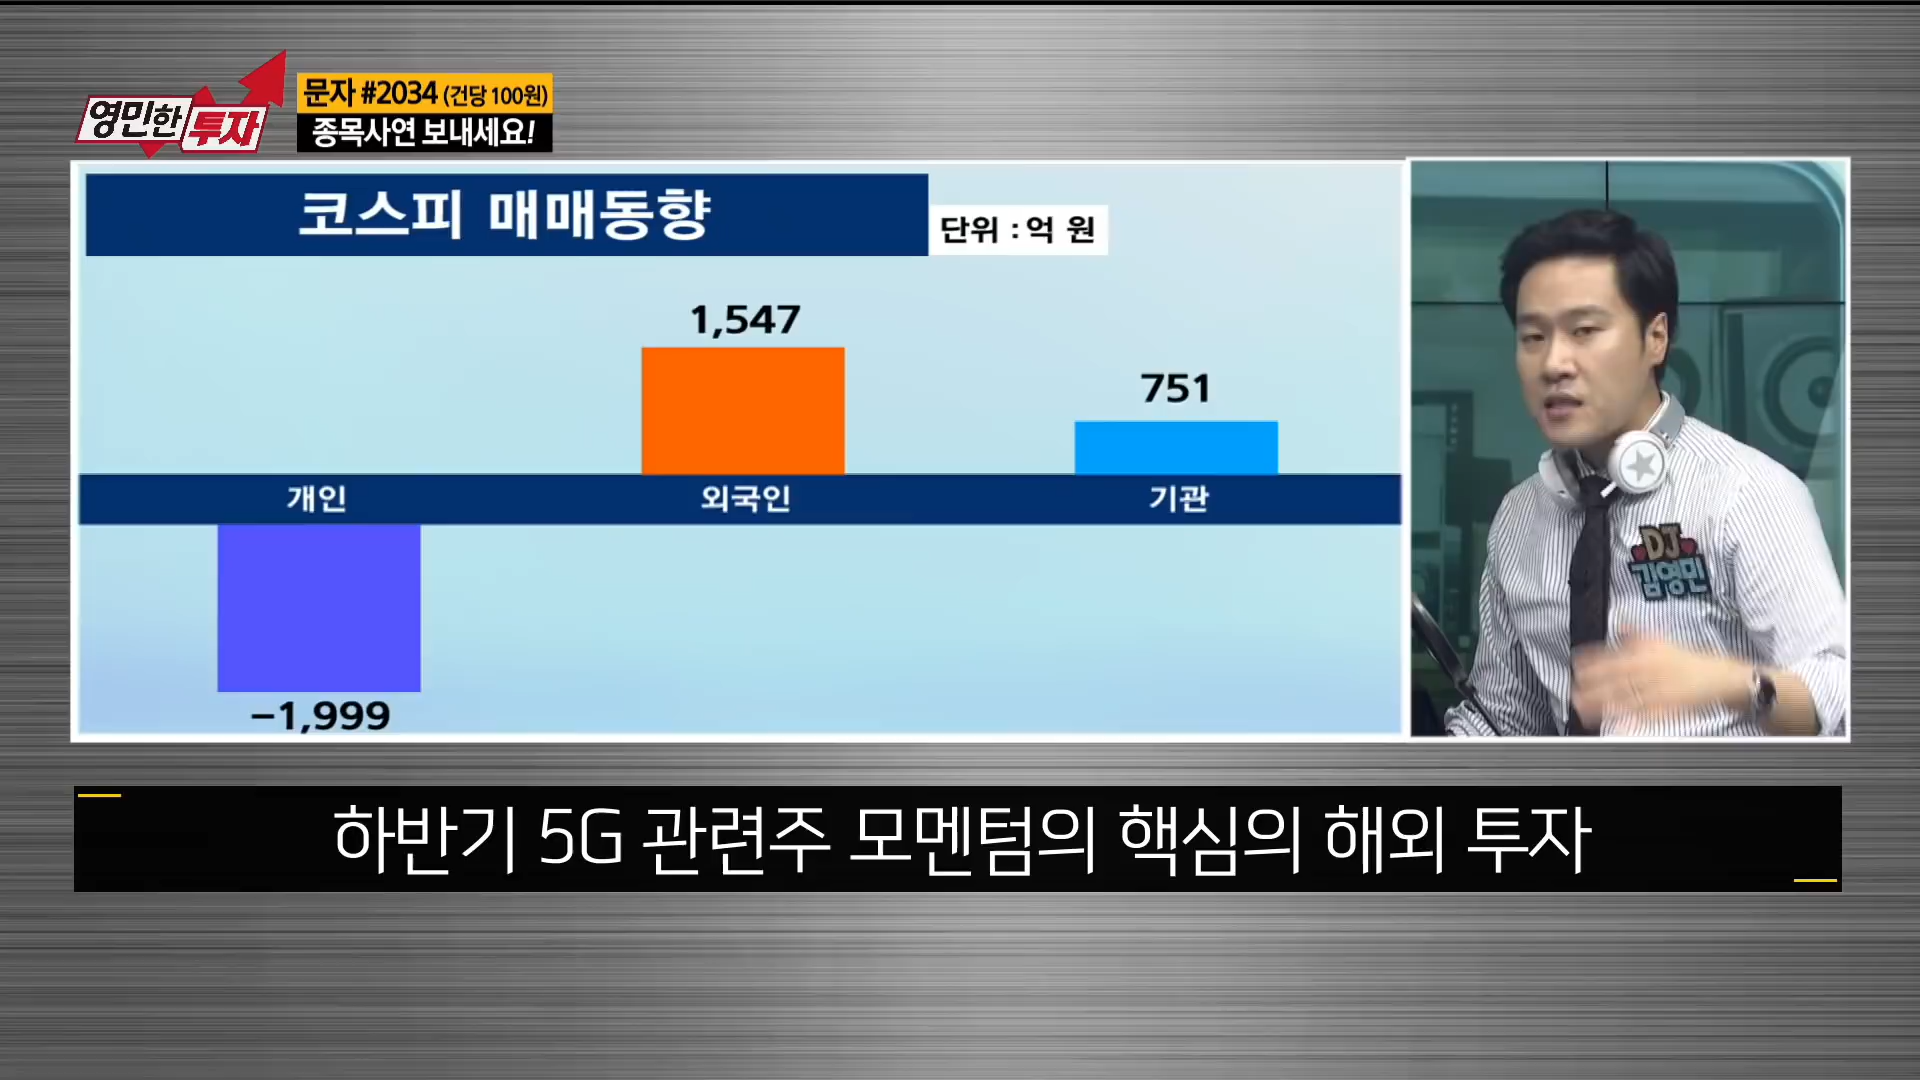 영민한 투자
문자 #2034 (건당 100원)
종목사연 보내세요!
코스피 매매동향
단위 : 억 원
1,547
751
개인
외국인
기관
-1,999
DJ
김영민
하반기 5G 관련주 모멘텀의 핵심의 해외 투자